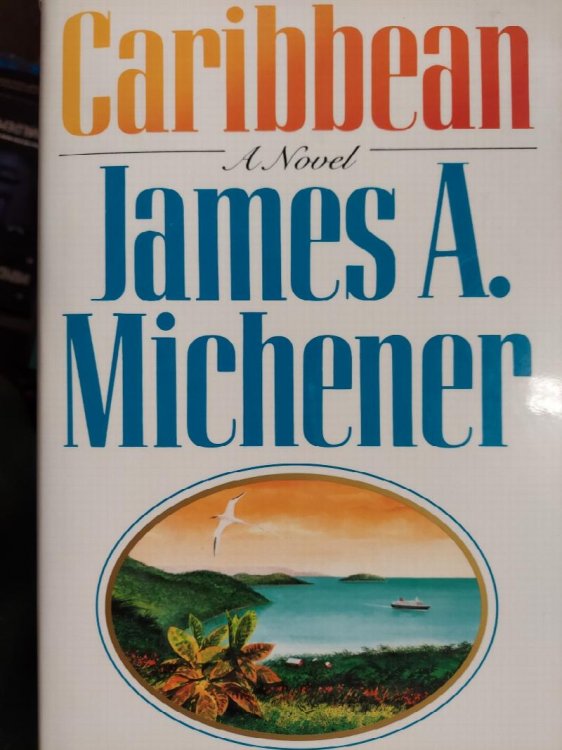 Caribbean
A Novel
James A.
Michener